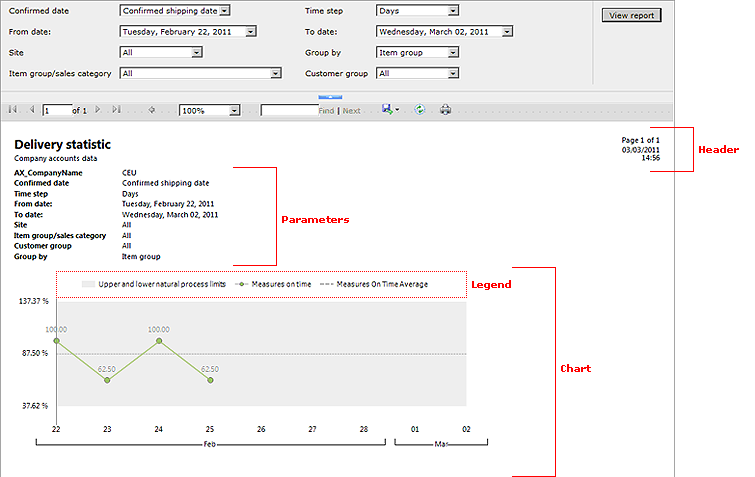 Confirmed date Confirmed shipping date Time step Days View report
From date: Tuesday, February 22, 2011 To date: Wednesday, March 02, 2011
Site All Group by Item group
Item group/sales category All Customer group All
1 of 1 100% Find | Next
Delivery statistic
Company accounts data
Page 1 of 1
03/03/2011
14:56
Header
AX_CompanyName CEU
Confirmed date Confirmed shipping date
Time step Days
From date: Tuesday, February 22, 2011
To date: Wednesday, March 02, 2011
Site All
Item group/sales category All
Customer group All
Group by Item group
Parameters
Upper and lower natural process limits Measures on time Measures On Time Average
Legend
137.37 %
100.00 100.00
87.50 %
62.50 62.50
37.62 %
22 23 24 25 26 27 28 01 02
Feb Mar
Chart